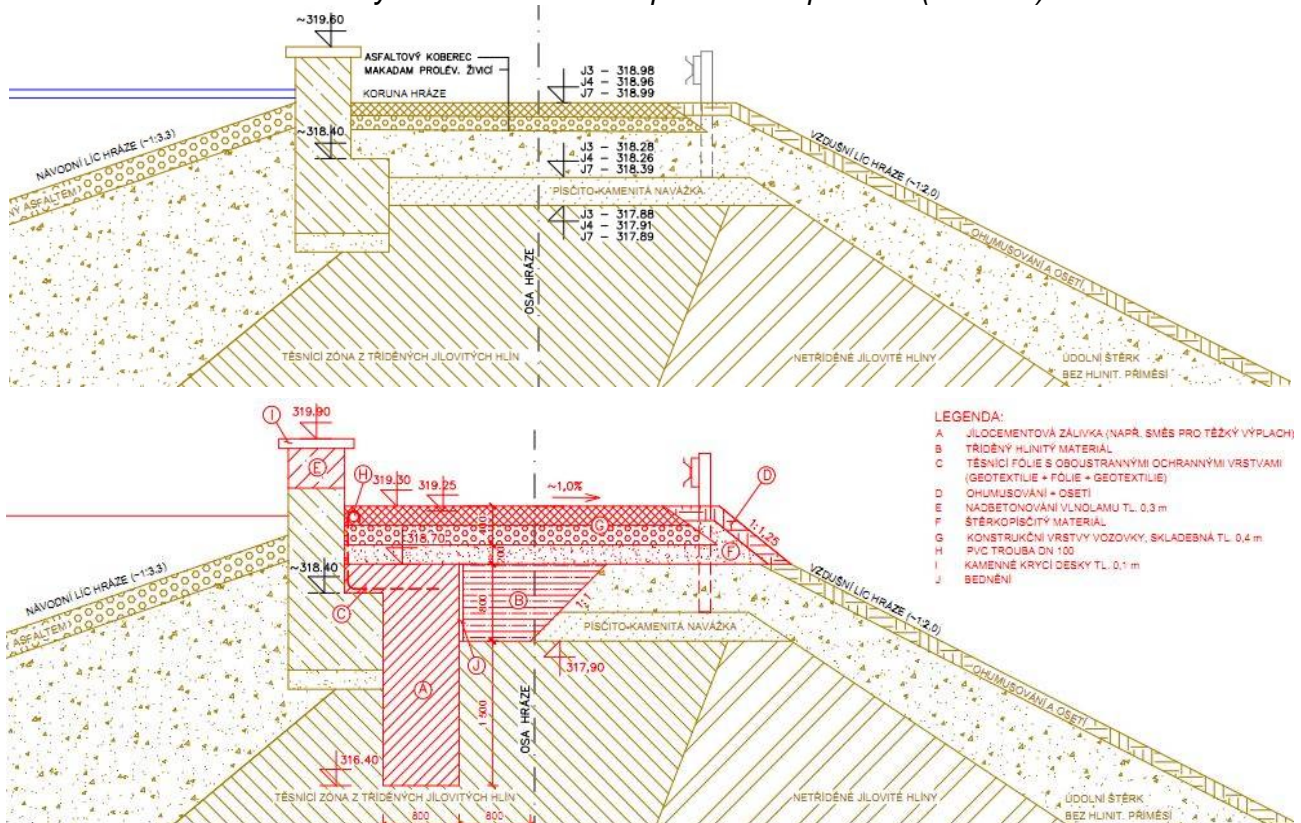 ~319.60
ASFALTOVÝ KOBEREC
MAKADAM PROLÉV. ŽIVICÍ
KORUNA HRÁZE
J3 – 318.98
J4 – 318.96
J7 – 318.99
NÁVODNÍ LÍC HRÁZE (~1:3,3)
NÝ ASFALTEM
~318.40
J3 – 318.28
J4 – 318.26
J7 – 318.39
VZDUŠNÍ LÍC HRÁZE (~1:2,0)
PÍSČITO-KAMENITÁ NAVÁŽKA
J3 – 317.88
J4 – 317.91
J7 – 317.89
OHUMUSOVÁNÍ A OSETÍ
OSA HRÁZE
TĚSNÍCÍ ZÓNA Z TŘÍDĚNÝCH JÍLOVITÝCH HLÍN
NETŘÍDĚNÉ JÍLOVITÉ HLÍNY
ÚDOLNÍ ŠTĚRK
BEZ HLINIT. PŘÍMĚSÍ
I
319.90
E
H
319.30
319.25
~1,0%
D
1:1,25
G
400
318.70
200
F
NÁVODNÍ LÍC HRÁZE (~1:3,3)
ASFALTEM
~318.40
VZDUŠNÍ LÍC HRÁZE (~1:2,0)
C
800
B
1:1
PÍSČITO-KAMENITÁ NAVÁŽKA
J
317,90
A
1 500
OSA HRÁZE
OHUMUSOVÁNÍ A OSETÍ
316.40
TĚSNÍCÍ ZÓNA Z TŘÍDĚNÝCH JÍLOVITÝCH HLÍN
NETŘÍDĚNÉ JÍLOVITÉ HLÍNY
ÚDOLNÍ ŠTĚRK
BEZ HLINIT. PŘÍMĚSÍ
800
800
LEGENDA:
A JÍLOCEMENTOVÁ ZÁLIVKA (NAPŘ. SMĚS PRO TĚŽKÝ VÝPLACH)
B TŘÍDĚNÝ HLINITÝ MATERIÁL
C TĚSNÍCÍ FÓLIE S OBOUSTRANNÝMI OCHRANNÝMI VRSTVAMI
(GEOTEXTILIE + FÓLIE + GEOTEXTILIE)
D OHUMUSOVÁNÍ + OSETÍ
E NADBETONOVÁNÍ VLNOLAMU TL. 0,3 m
F ŠTĚRKOPÍSČITÝ MATERIÁL
G KONSTRUKČNÍ VRSTVY VOZOVKY, SKLADEBNÁ TL. 0,4 m
H PVC TROUBA DN 100
I KAMENNÉ KRYCÍ DESKY TL. 0,1 m
J BEDNĚNÍ